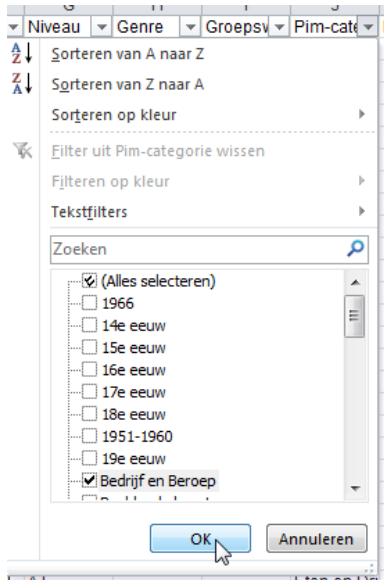 Niveau Genre Groepsv Pim-cate
Sorteren van A naar Z
Sorteren van Z naar A
Sorteren op kleur
Filter uit Pim-categorie wissen
Filteren op kleur
Tekstfilters
Zoeken
(Alles selecteren)
1966
14e eeuw
15e eeuw
16e eeuw
17e eeuw
18e eeuw
1951-1960
19e eeuw
Bedrijf en Beroep
OK Annuleren